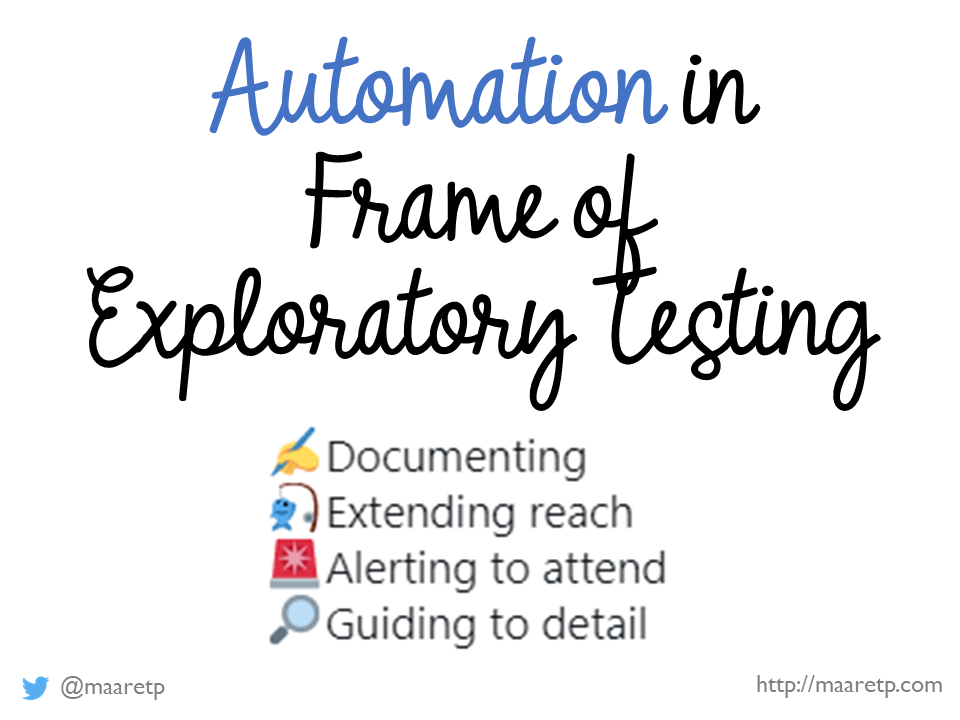 Automation in
Frame of
Exploratory Testing
Documenting
Extending reach
Alerting to attend
Guiding to detail
@maaretp
http://maaretp.com